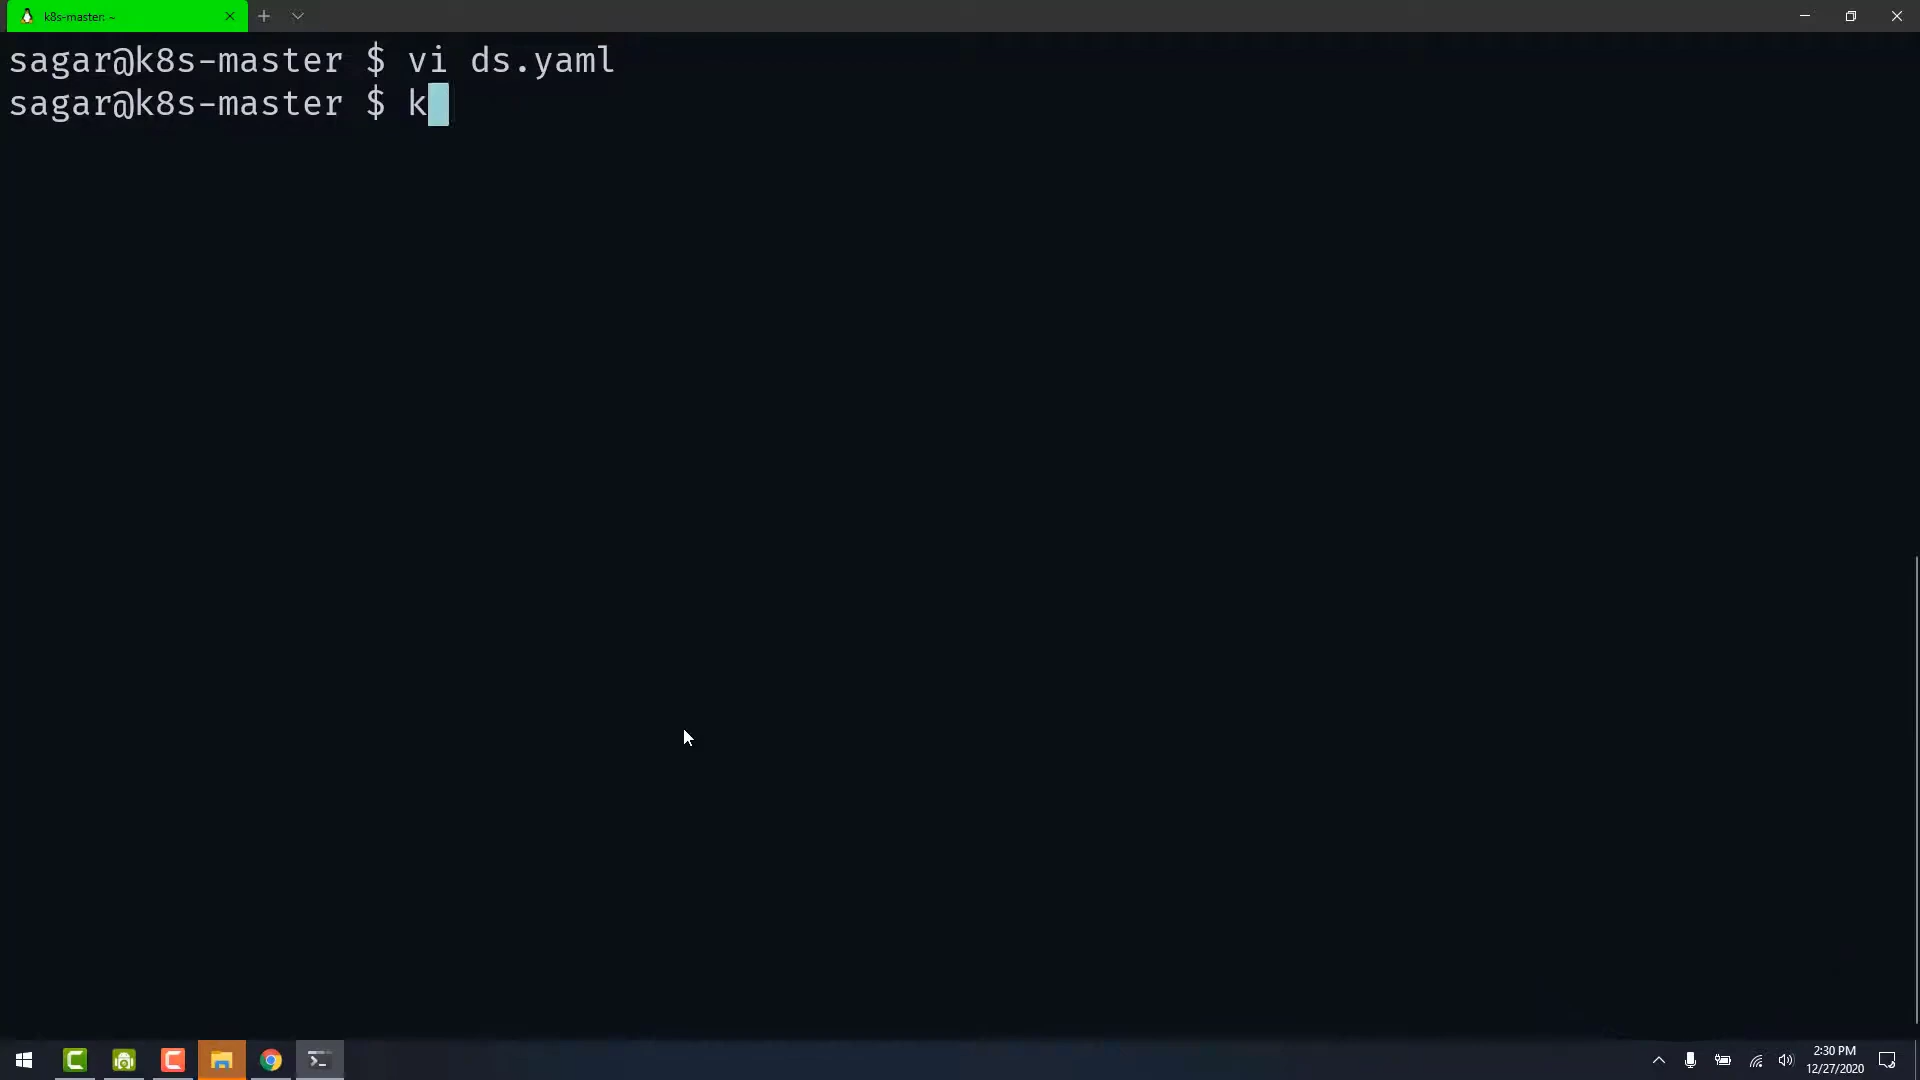 k8s-master: ~
sagar@k8s-master $ vi ds.yaml
sagar@k8s-master $ k
2:30 PM
12/27/2020